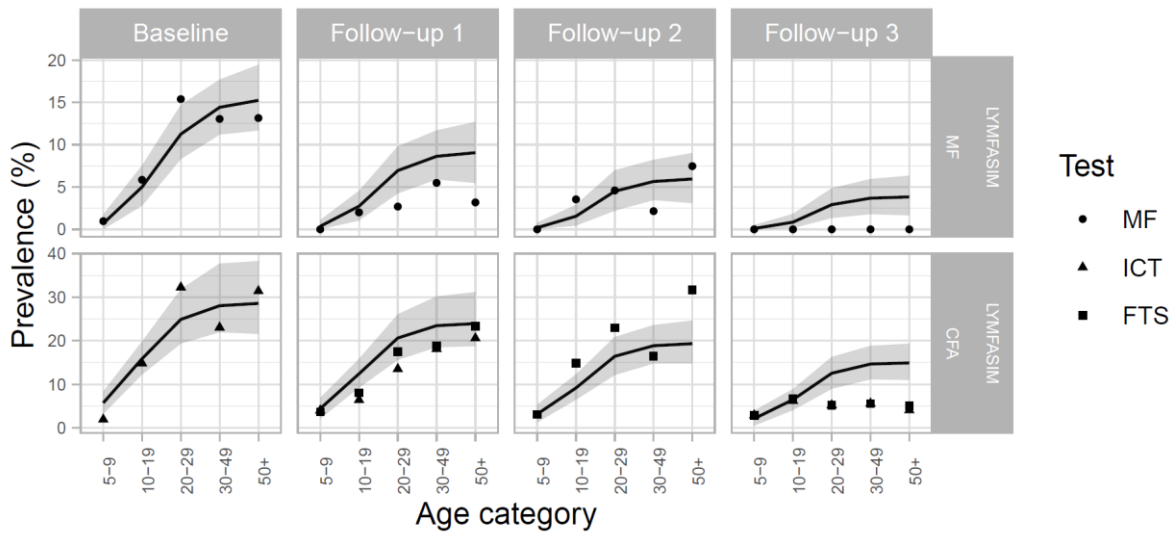 Baseline
Follow−up 1
Follow−up 2
Follow−up 3
Prevalence (%)
20
15
10
5
0
MF
LYMFASIM
40
30
20
10
0
CFA
LYMFASIM
5−9
10−19
20−29
30−49
50+
5−9
10−19
20−29
30−49
50+
5−9
10−19
20−29
30−49
50+
5−9
10−19
20−29
30−49
50+
Age category
Test
MF
ICT
FTS